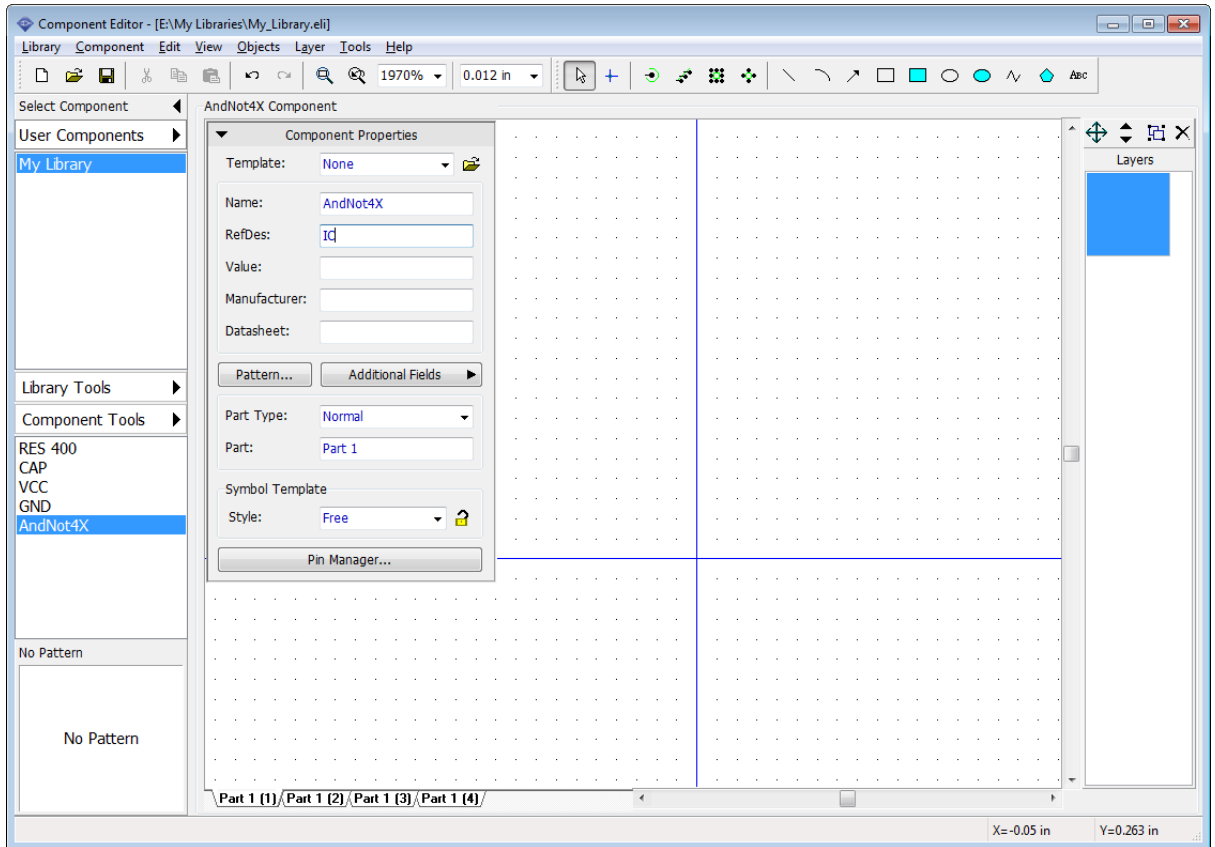 Component Editor - [E:\My Libraries\My_Library.eli]
Library Component Edit View Objects Layer Tools Help
1970% 0.012 in ABC
Select Component
AndNot4X Component
User Components
My Library
Component Properties
Template: None
Name: AndNot4X
RefDes: IC
Value:
Manufacturer:
Datasheet:
Pattern... Additional Fields
Part Type: Normal
Part: Part 1
Symbol Template
Style: Free
Pin Manager...
Layers
Library Tools
Component Tools
RES 400
CAP
VCC
GND
AndNot4X
No Pattern
No Pattern
Part 1 (1) Part 1 (2) Part 1 (3) Part 1 (4)
X=-0.05 in Y=0.263 in